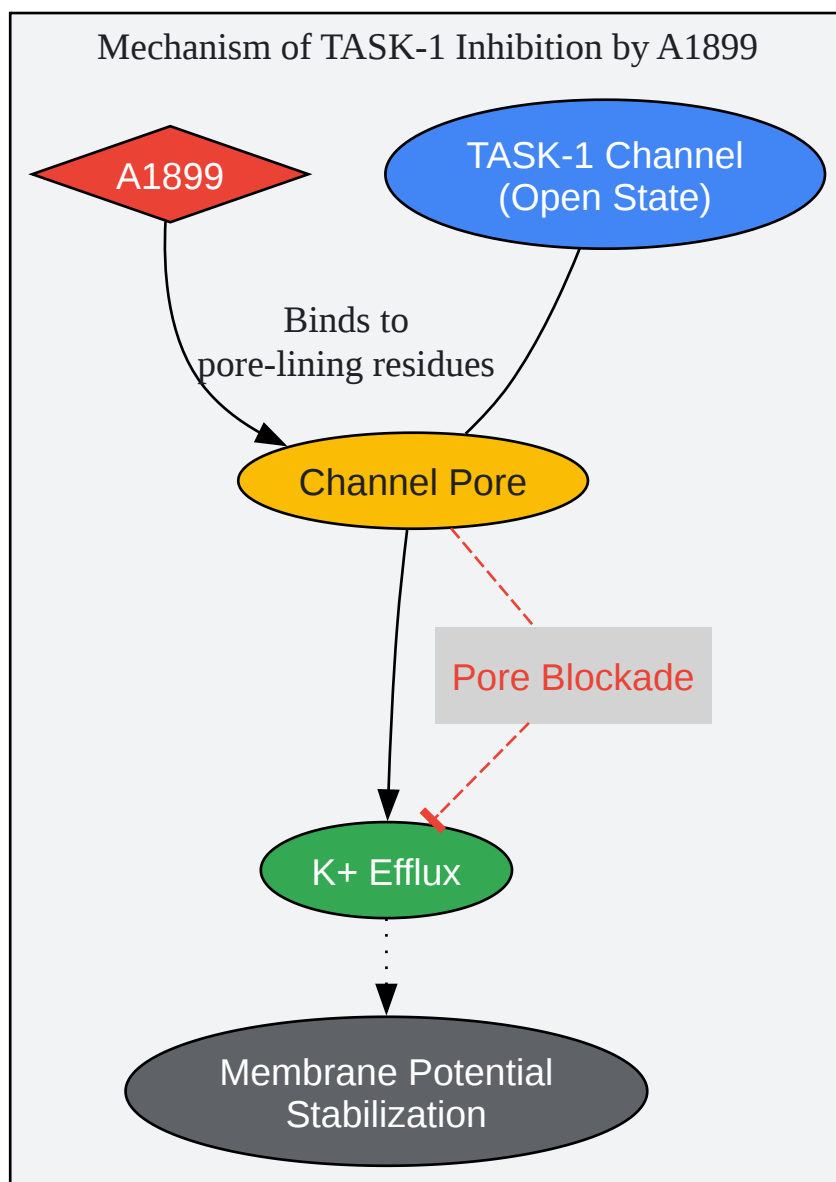 Mechanism of TASK-1 Inhibition by A1899
A1899
TASK-1 Channel
(Open State)
Binds to
pore-lining residues
Channel Pore
Pore Blockade
K+ Efflux
Membrane Potential
Stabilization